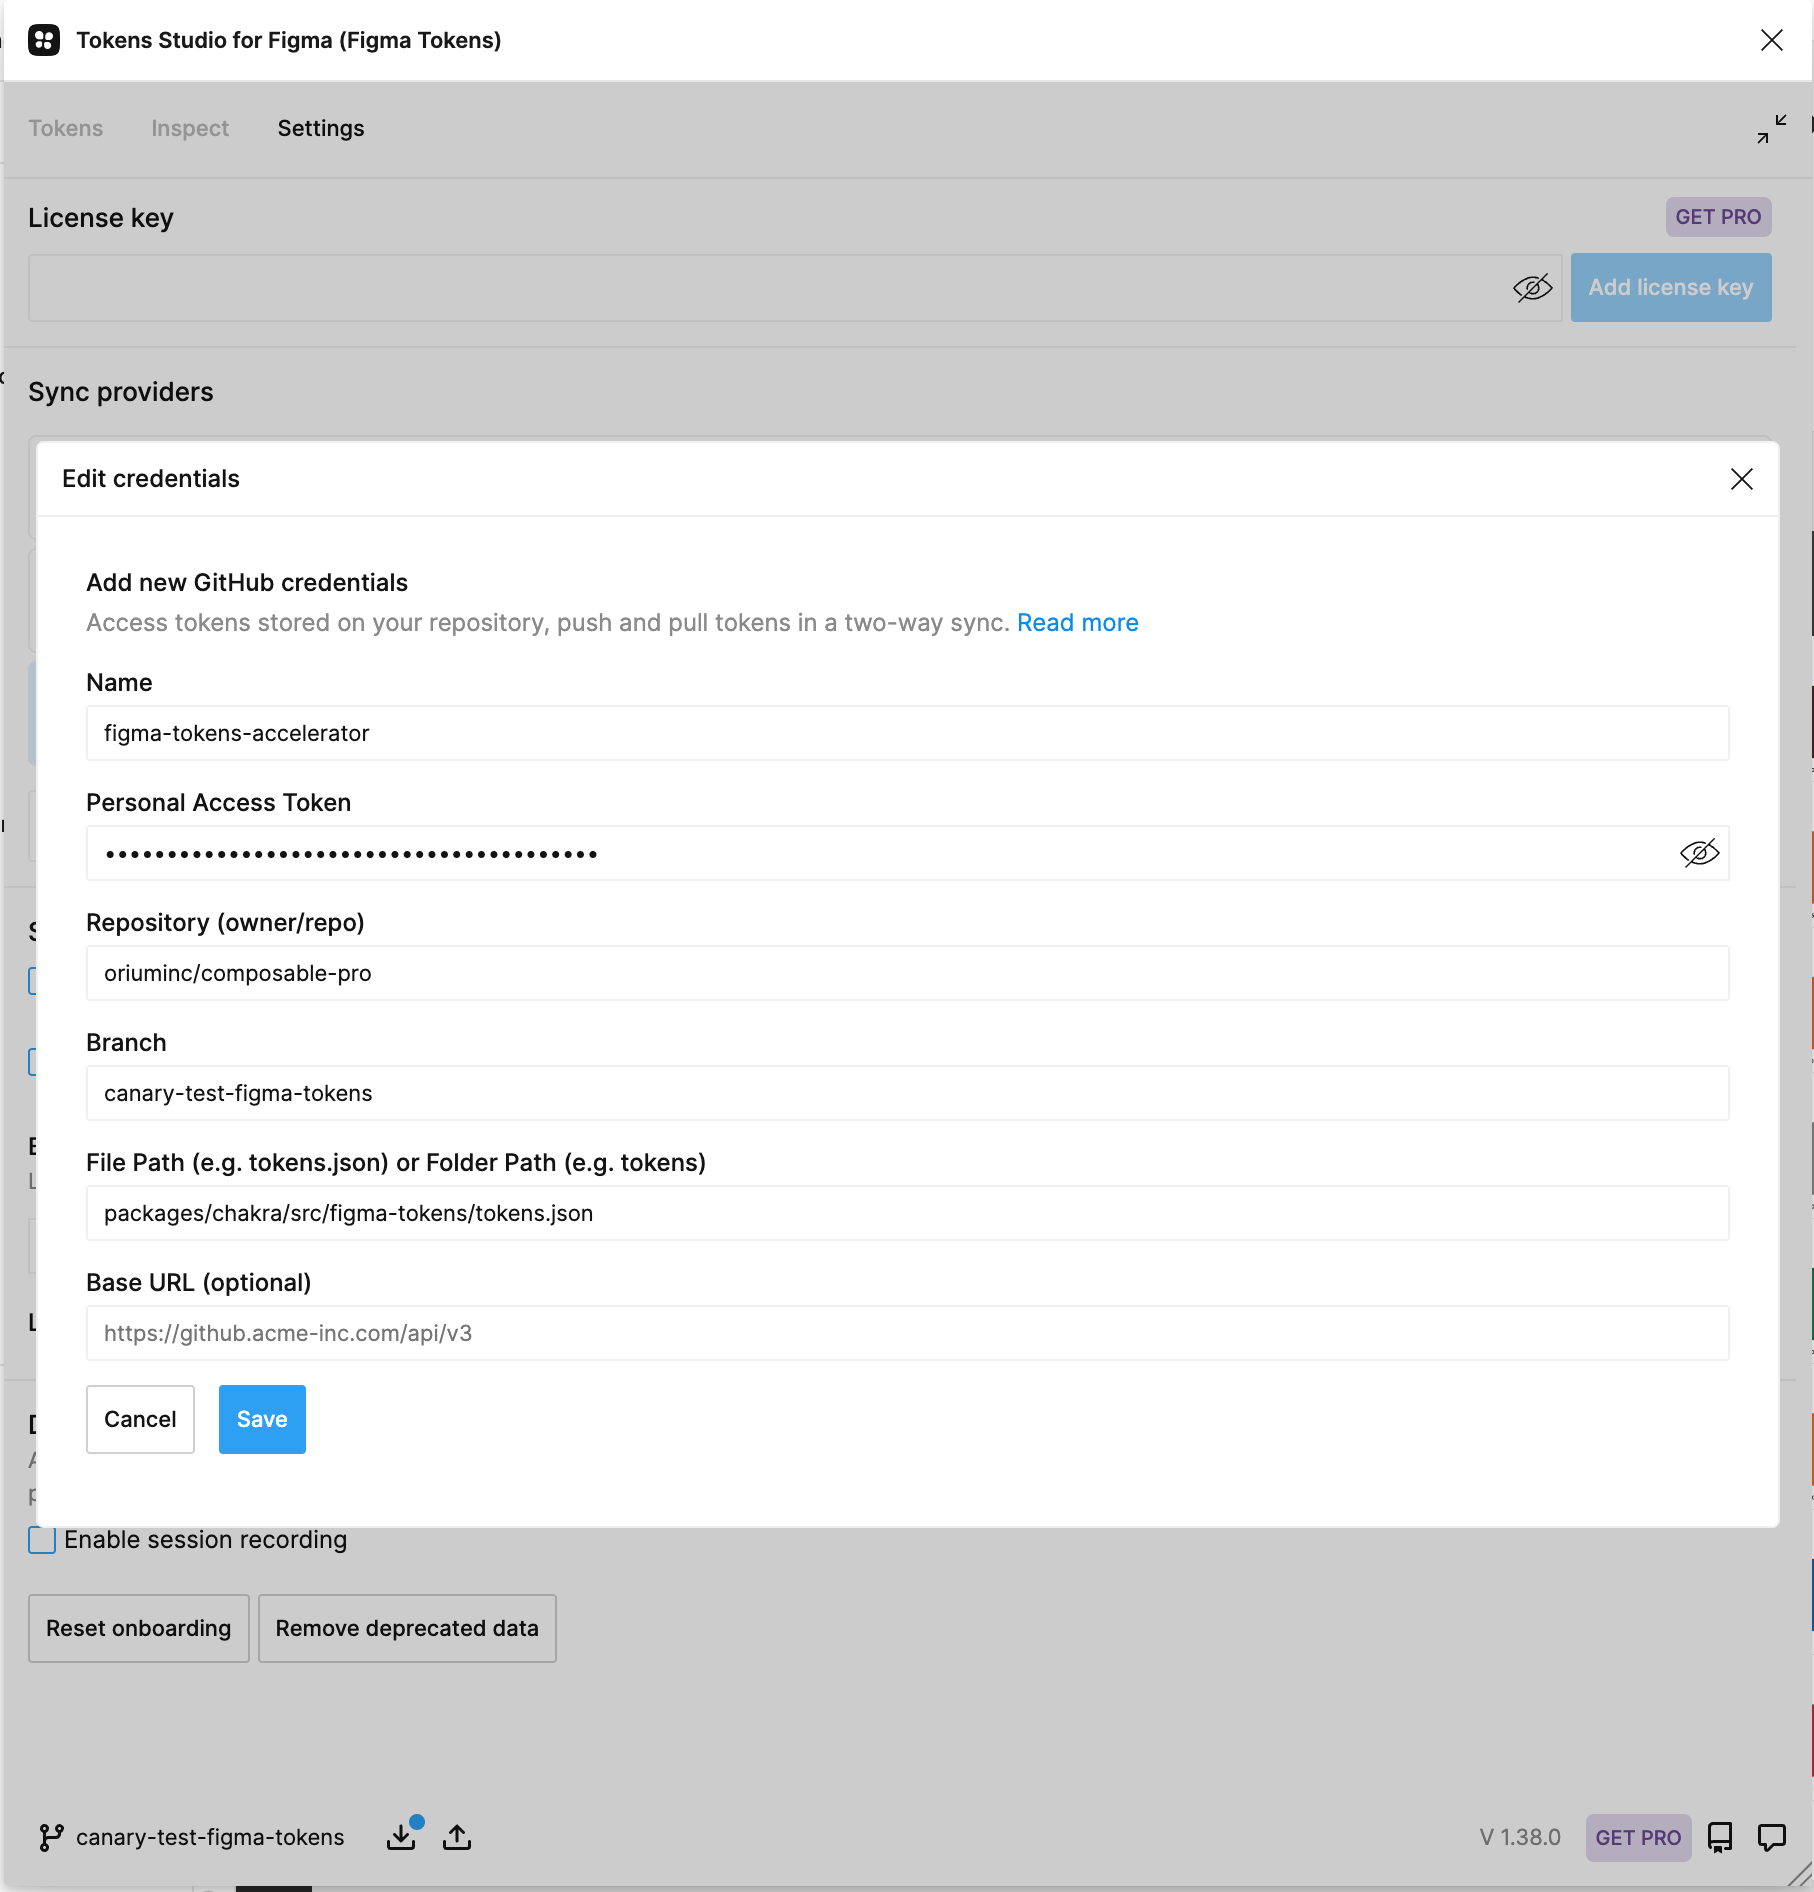 Tokens Studio for Figma (Figma Tokens)
Tokens Inspect Settings
License key GET PRO
Add license key
Sync providers
Edit credentials
Add new GitHub credentials
Access tokens stored on your repository, push and pull tokens in a two-way sync. Read more
Name
figma-tokens-accelerator
Personal Access Token
••••••••••••••••••••••••••••••••••••••••
Repository (owner/repo)
oriuminc/composable-pro
Branch
canary-test-figma-tokens
File Path (e.g. tokens.json) or Folder Path (e.g. tokens)
packages/chakra/src/figma-tokens/tokens.json
Base URL (optional)
https://github.acme-inc.com/api/v3
Cancel Save
Enable session recording
Reset onboarding Remove deprecated data
canary-test-figma-tokens V 1.38.0 GET PRO